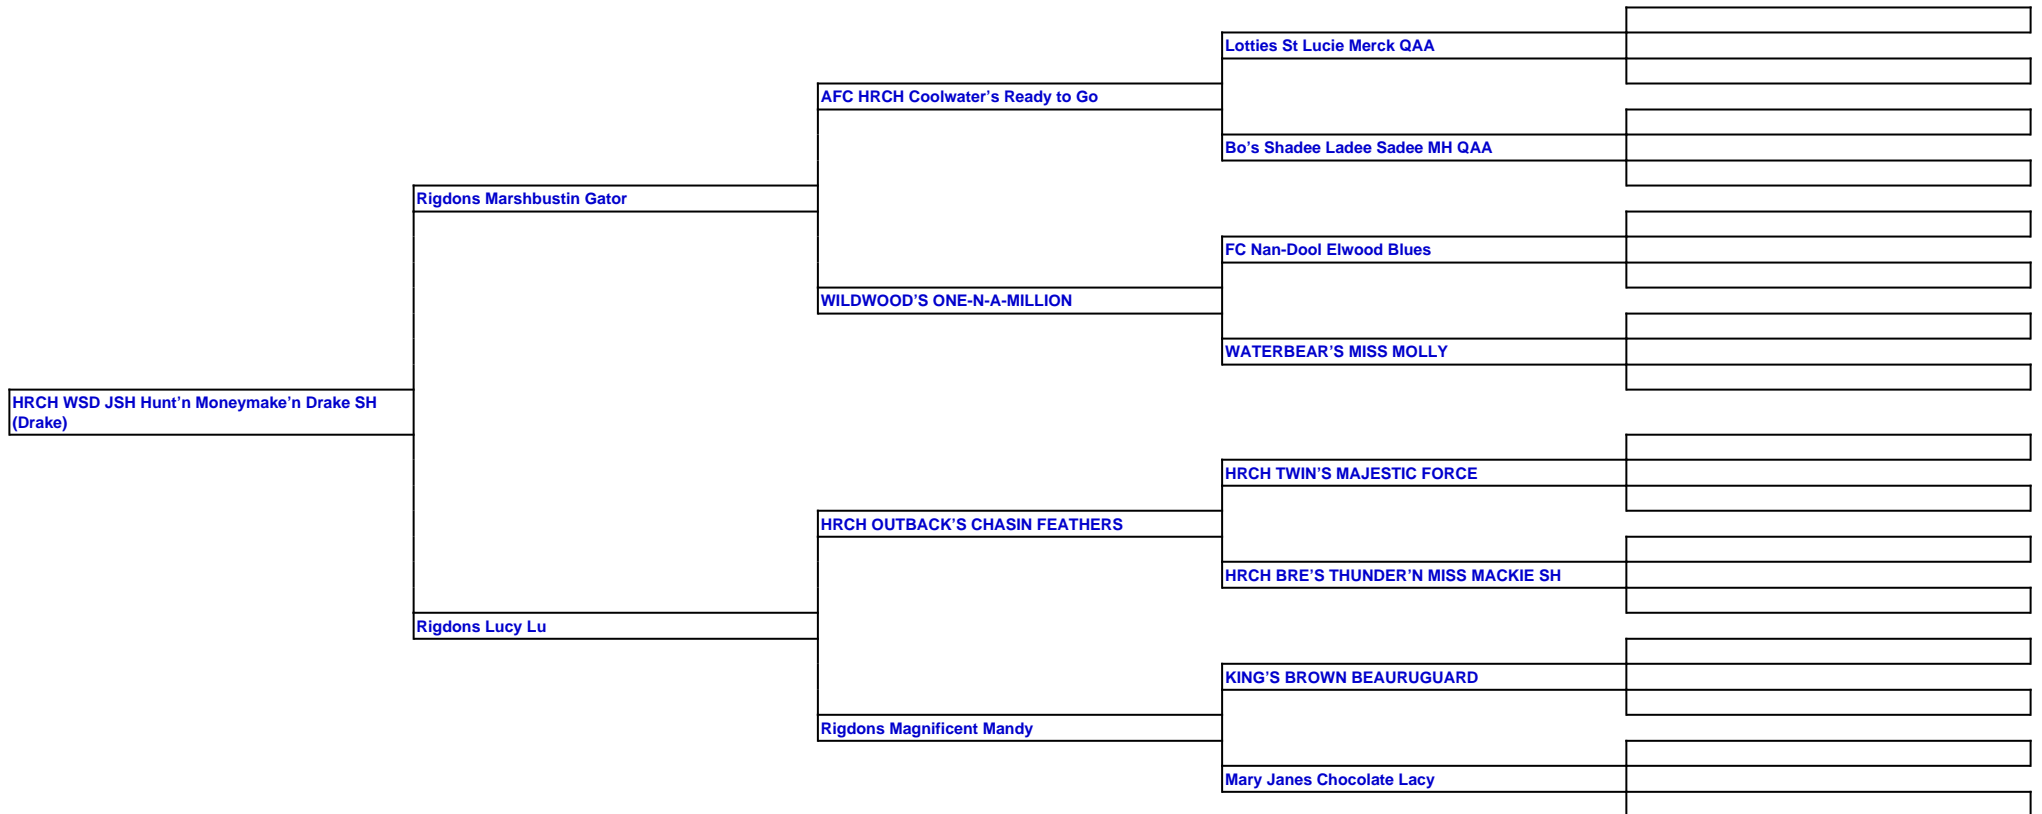 Lotties St Lucie Merck QAA
AFC HRCH Coolwater’s Ready to Go
Bo’s Shadee Ladee Sadee MH QAA
Rigdons Marshbustin Gator
FC Nan-Dool Elwood Blues
WILDWOOD’S ONE-N-A-MILLION
WATERBEAR’S MISS MOLLY
HRCH WSD JSH Hunt’n Moneymake’n Drake SH
(Drake)
HRCH TWIN’S MAJESTIC FORCE
HRCH OUTBACK’S CHASIN FEATHERS
HRCH BRE’S THUNDER’N MISS MACKIE SH
Rigdons Lucy Lu
KING’S BROWN BEAURUGUARD
Rigdons Magnificent Mandy
Mary Janes Chocolate Lacy